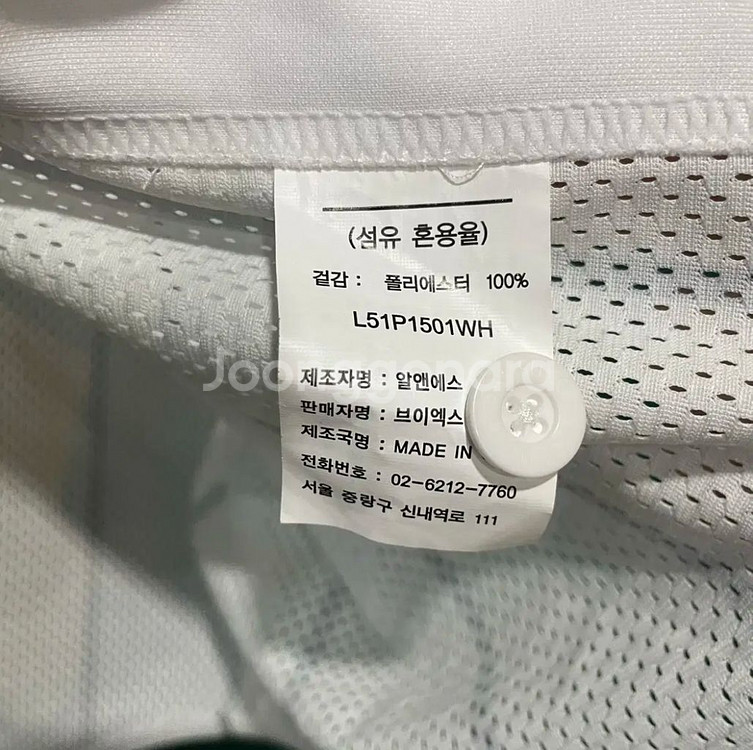 (섬유 혼용율)
겉감 : 폴리에스터 100%
L51P1501WH
Joonggonara
제조자명 : 알앤에스
판매자명 : 브이엑스
제조국명 : MADE IN
전화번호 : 02-6212-7760
서울 중랑구 신내역로 111